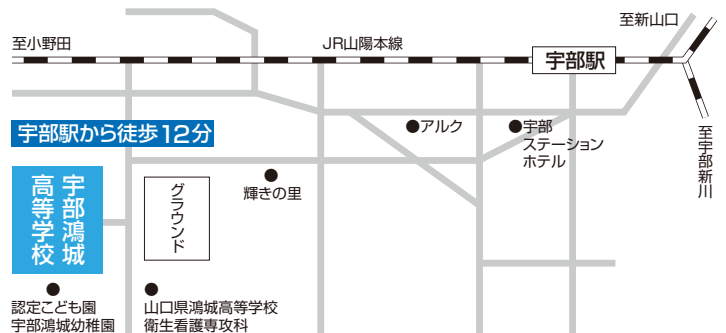 至新山口
至小野田
JR山陽本線
宇部駅
宇部駅から徒歩12分
●アルク
●宇部
ステーション
ホテル
至宇部新川
宇部鴻城
高等学校
グラウンド
●
輝きの里
●
認定こども園
宇部鴻城幼稚園
●
山口県鴻城高等学校
衛生看護専攻科